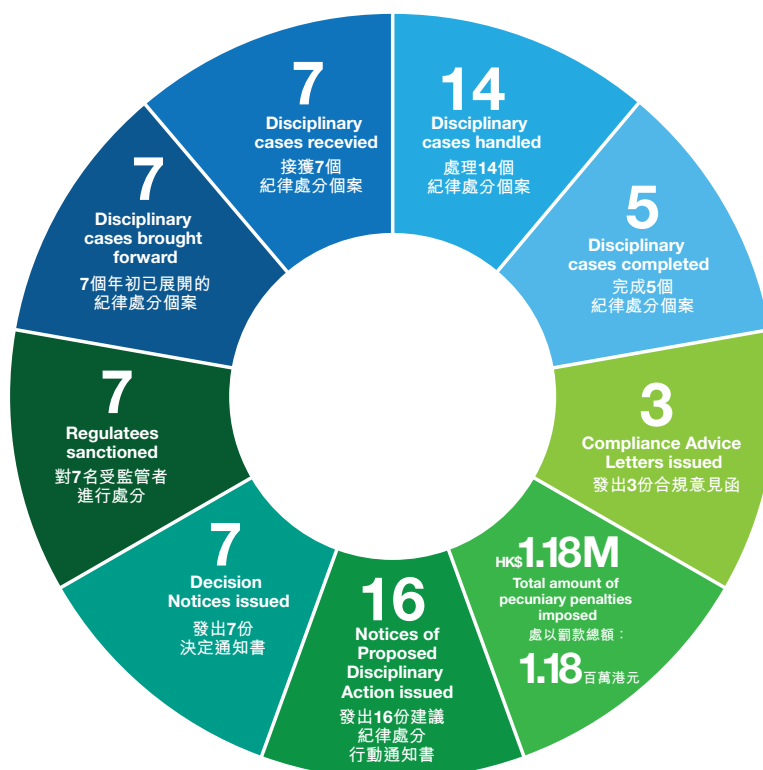 14
Disciplinary
cases handled
處理14個
紀律處分個案
5
Disciplinary
cases completed
完成5個
紀律處分個案
3
Compliance Advice
Letters issued
發出3份合規意見函
HK$1.18M
Total amount of
pecuniary penalties
imposed
處以罰款總額：
1.18百萬港元
16
Notices of
Proposed
Disciplinary
Action issued
發出16份建議
紀律處分
行動通知書
7
Decision
Notices issued
發出7份
決定通知書
7
Regulatees
sanctioned
對7名受監管者
進行處分
7
Disciplinary
cases brought
forward
7個年初已展開的
紀律處分個案
7
Disciplinary
cases recevied
接獲7個
紀律處分個案